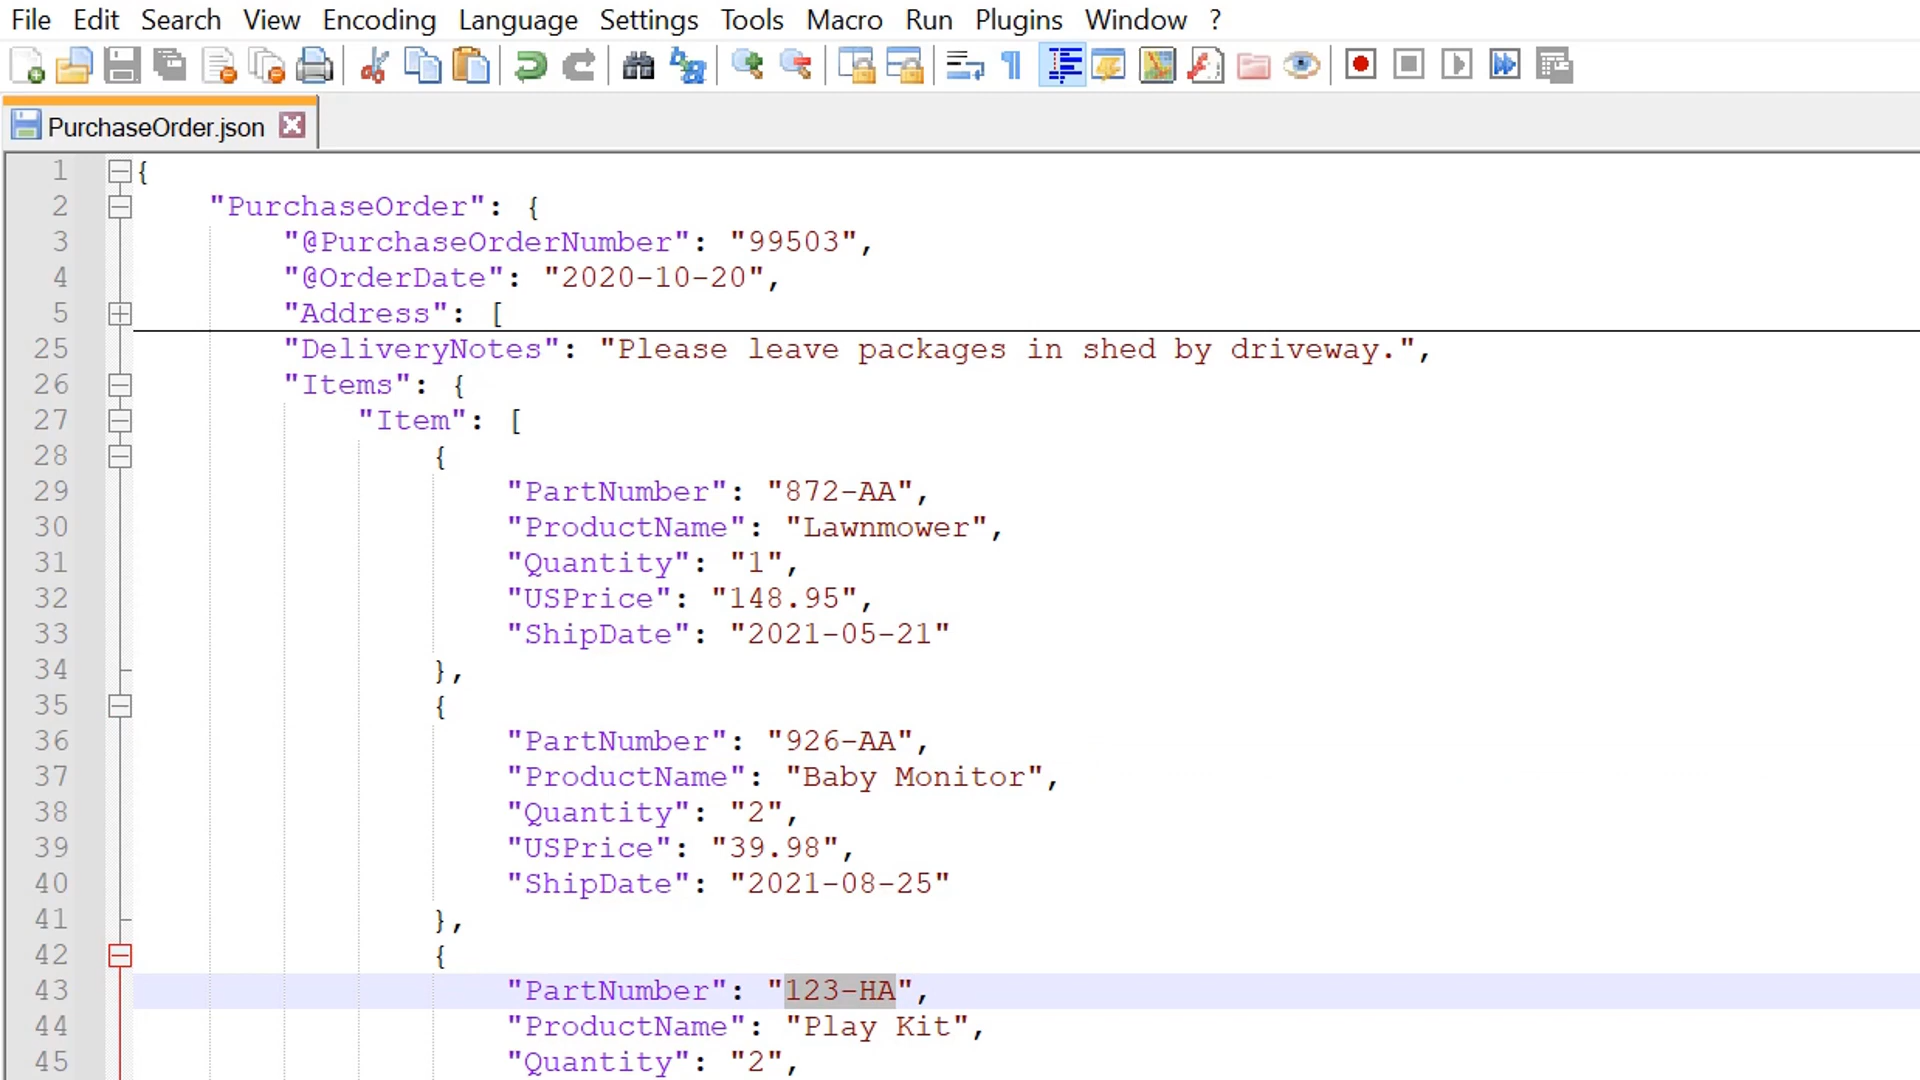 File Edit Search View Encoding Language Settings Tools Macro Run Plugins Window ?
PurchaseOrder.json
1 {
2 "PurchaseOrder": {
3 "@PurchaseOrderNumber": "99503",
4 "@OrderDate": "2020-10-20",
5 "Address": [
25 "DeliveryNotes": "Please leave packages in shed by driveway.",
26 "Items": {
27 "Item": [
28 {
29 "PartNumber": "872-AA",
30 "ProductName": "Lawnmower",
31 "Quantity": "1",
32 "USPrice": "148.95",
33 "ShipDate": "2021-05-21"
34 },
35 {
36 "PartNumber": "926-AA",
37 "ProductName": "Baby Monitor",
38 "Quantity": "2",
39 "USPrice": "39.98",
40 "ShipDate": "2021-08-25"
41 },
42 {
43 "PartNumber": "123-HA",
44 "ProductName": "Play Kit",
45 "Quantity": "2",